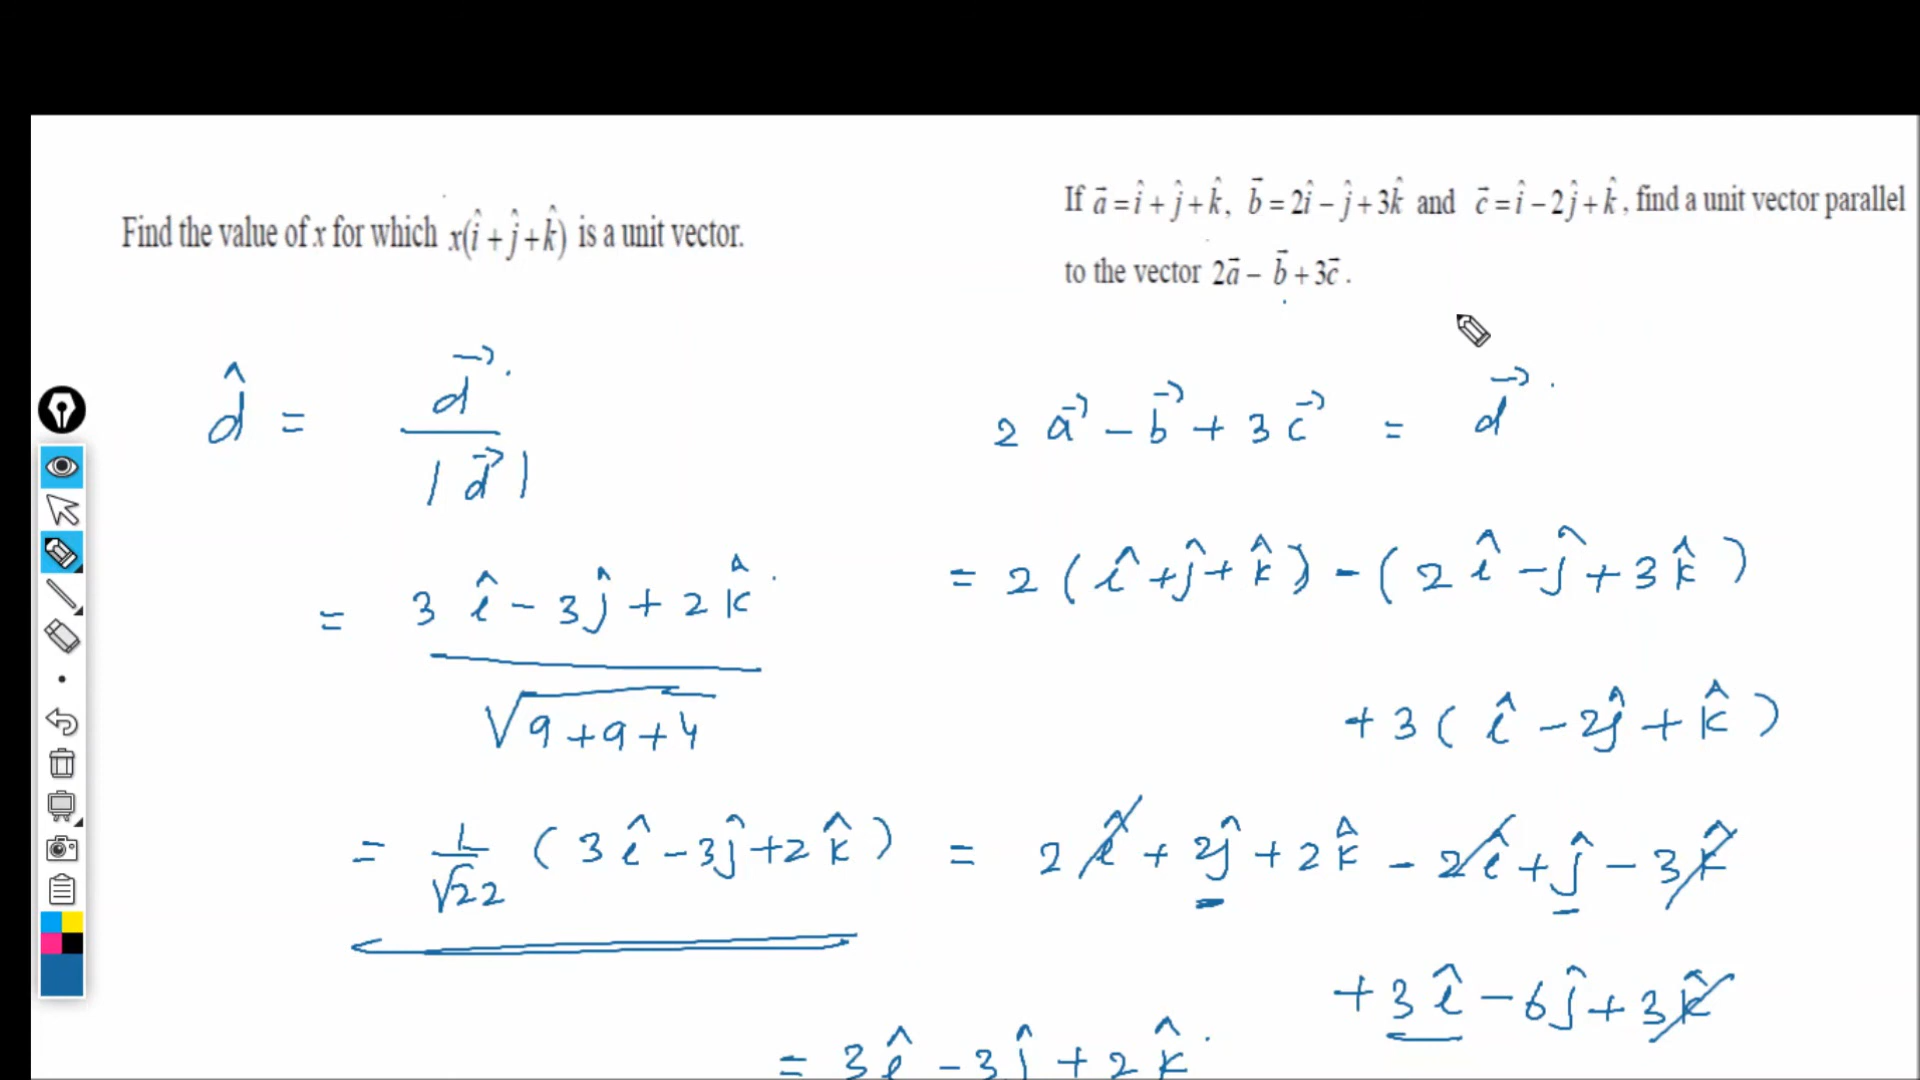 Find the value of x for which x(î + ĵ + k̂) is a unit vector.
If a⃗ = î + ĵ + k̂, b⃗ = 2î − ĵ + 3k̂ and c⃗ = î − 2ĵ + k̂, find a unit vector parallel
to the vector 2a⃗ − b⃗ + 3c⃗.
d̂ = d⃗ / |d⃗|
= (3î − 3ĵ + 2k̂) / √(9 + 9 + 4)
= 1/√22 (3î − 3ĵ + 2k̂)
2a⃗ − b⃗ + 3c⃗ = d⃗
= 2(î + ĵ + k̂) − (2î − ĵ + 3k̂)
+ 3(î − 2ĵ + k̂)
= 2î + 2ĵ + 2k̂ − 2î + ĵ − 3k̂
+ 3î − 6ĵ + 3k̂
= 3î − 3ĵ + 2k̂